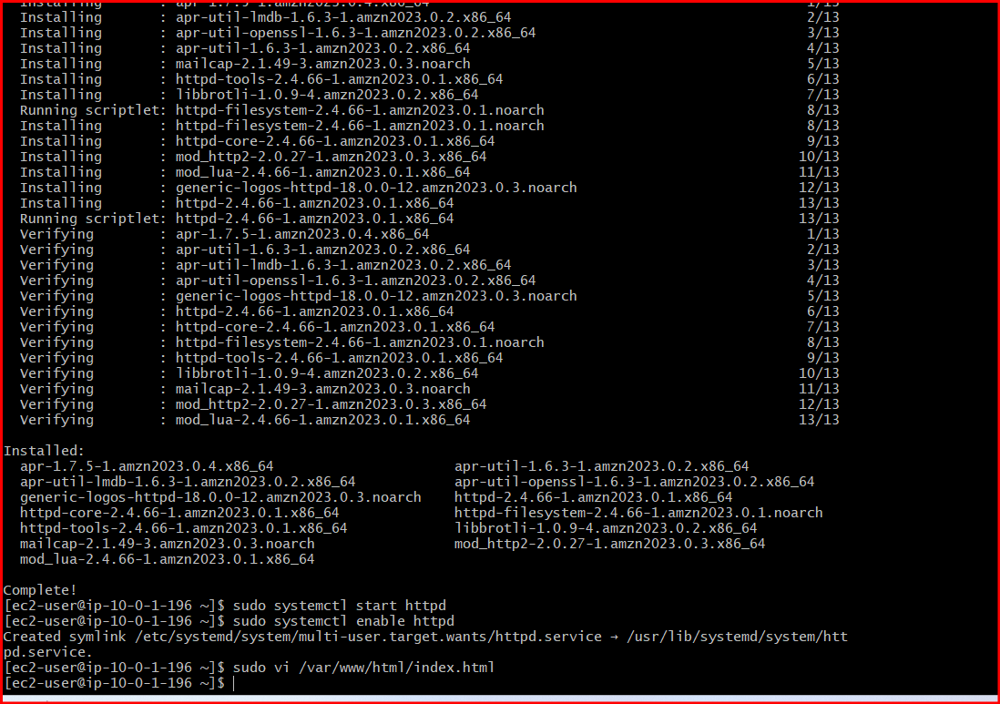 Installing : apr-1.7.5-1.amzn2023.0.4.x86_64 1/13
Installing : apr-util-lmdb-1.6.3-1.amzn2023.0.2.x86_64 2/13
Installing : apr-util-openssl-1.6.3-1.amzn2023.0.2.x86_64 3/13
Installing : apr-util-1.6.3-1.amzn2023.0.2.x86_64 4/13
Installing : mailcap-2.1.49-3.amzn2023.0.3.noarch 5/13
Installing : httpd-tools-2.4.66-1.amzn2023.0.1.x86_64 6/13
Installing : libbrotli-1.0.9-4.amzn2023.0.2.x86_64 7/13
Running scriptlet: httpd-filesystem-2.4.66-1.amzn2023.0.1.noarch 8/13
Installing : httpd-filesystem-2.4.66-1.amzn2023.0.1.noarch 8/13
Installing : httpd-core-2.4.66-1.amzn2023.0.1.x86_64 9/13
Installing : mod_http2-2.0.27-1.amzn2023.0.3.x86_64 10/13
Installing : mod_lua-2.4.66-1.amzn2023.0.1.x86_64 11/13
Installing : generic-logos-httpd-18.0.0-12.amzn2023.0.3.noarch 12/13
Installing : httpd-2.4.66-1.amzn2023.0.1.x86_64 13/13
Running scriptlet: httpd-2.4.66-1.amzn2023.0.1.x86_64 13/13
Verifying : apr-1.7.5-1.amzn2023.0.4.x86_64 1/13
Verifying : apr-util-1.6.3-1.amzn2023.0.2.x86_64 2/13
Verifying : apr-util-lmdb-1.6.3-1.amzn2023.0.2.x86_64 3/13
Verifying : apr-util-openssl-1.6.3-1.amzn2023.0.2.x86_64 4/13
Verifying : generic-logos-httpd-18.0.0-12.amzn2023.0.3.noarch 5/13
Verifying : httpd-2.4.66-1.amzn2023.0.1.x86_64 6/13
Verifying : httpd-core-2.4.66-1.amzn2023.0.1.x86_64 7/13
Verifying : httpd-filesystem-2.4.66-1.amzn2023.0.1.noarch 8/13
Verifying : httpd-tools-2.4.66-1.amzn2023.0.1.x86_64 9/13
Verifying : libbrotli-1.0.9-4.amzn2023.0.2.x86_64 10/13
Verifying : mailcap-2.1.49-3.amzn2023.0.3.noarch 11/13
Verifying : mod_http2-2.0.27-1.amzn2023.0.3.x86_64 12/13
Verifying : mod_lua-2.4.66-1.amzn2023.0.1.x86_64 13/13
Installed:
apr-1.7.5-1.amzn2023.0.4.x86_64 apr-util-1.6.3-1.amzn2023.0.2.x86_64
apr-util-lmdb-1.6.3-1.amzn2023.0.2.x86_64 apr-util-openssl-1.6.3-1.amzn2023.0.2.x86_64
generic-logos-httpd-18.0.0-12.amzn2023.0.3.noarch httpd-2.4.66-1.amzn2023.0.1.x86_64
httpd-core-2.4.66-1.amzn2023.0.1.x86_64 httpd-filesystem-2.4.66-1.amzn2023.0.1.noarch
httpd-tools-2.4.66-1.amzn2023.0.1.x86_64 libbrotli-1.0.9-4.amzn2023.0.2.x86_64
mailcap-2.1.49-3.amzn2023.0.3.noarch mod_http2-2.0.27-1.amzn2023.0.3.x86_64
mod_lua-2.4.66-1.amzn2023.0.1.x86_64
Complete!
[ec2-user@ip-10-0-1-196 ~]$ sudo systemctl start httpd
[ec2-user@ip-10-0-1-196 ~]$ sudo systemctl enable httpd
Created symlink /etc/systemd/system/multi-user.target.wants/httpd.service → /usr/lib/systemd/system/htt
pd.service.
[ec2-user@ip-10-0-1-196 ~]$ sudo vi /var/www/html/index.html
[ec2-user@ip-10-0-1-196 ~]$